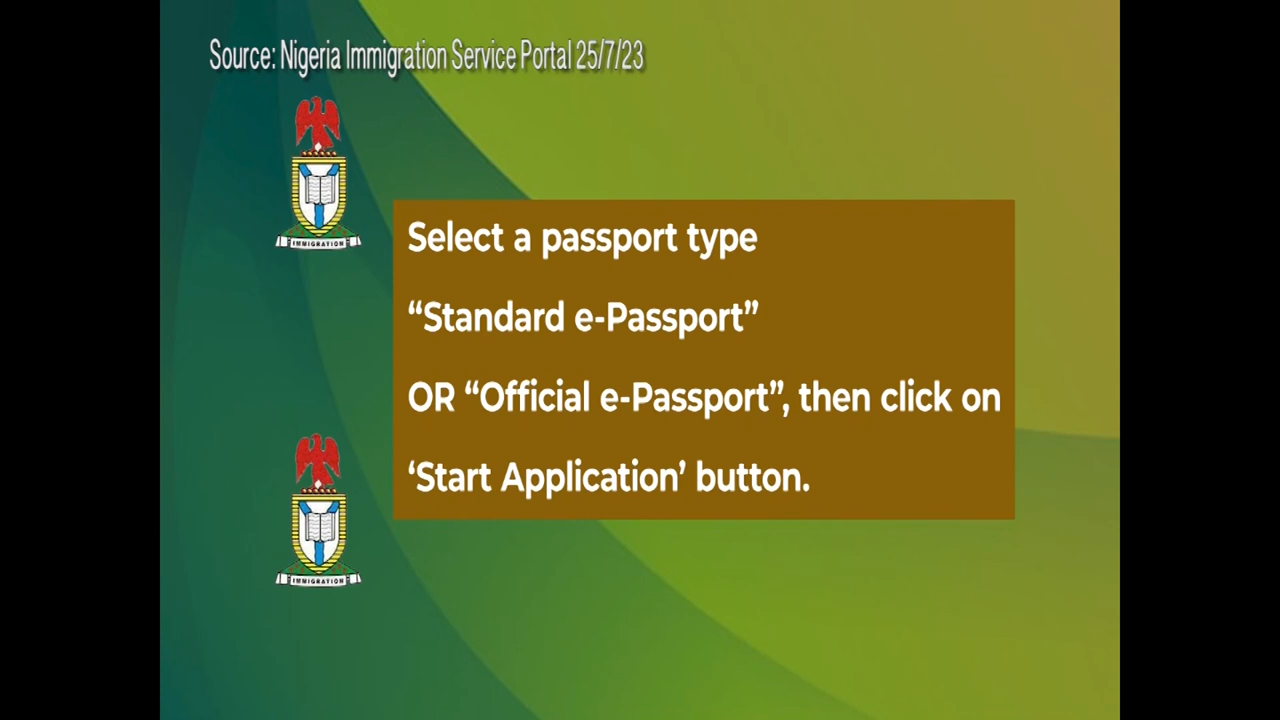 Source: Nigeria Immigration Service Portal 25/7/23
IMMIGRATION
Select a passport type
“Standard e-Passport”
OR “Official e-Passport”, then click on
‘Start Application’ button.
IMMIGRATION